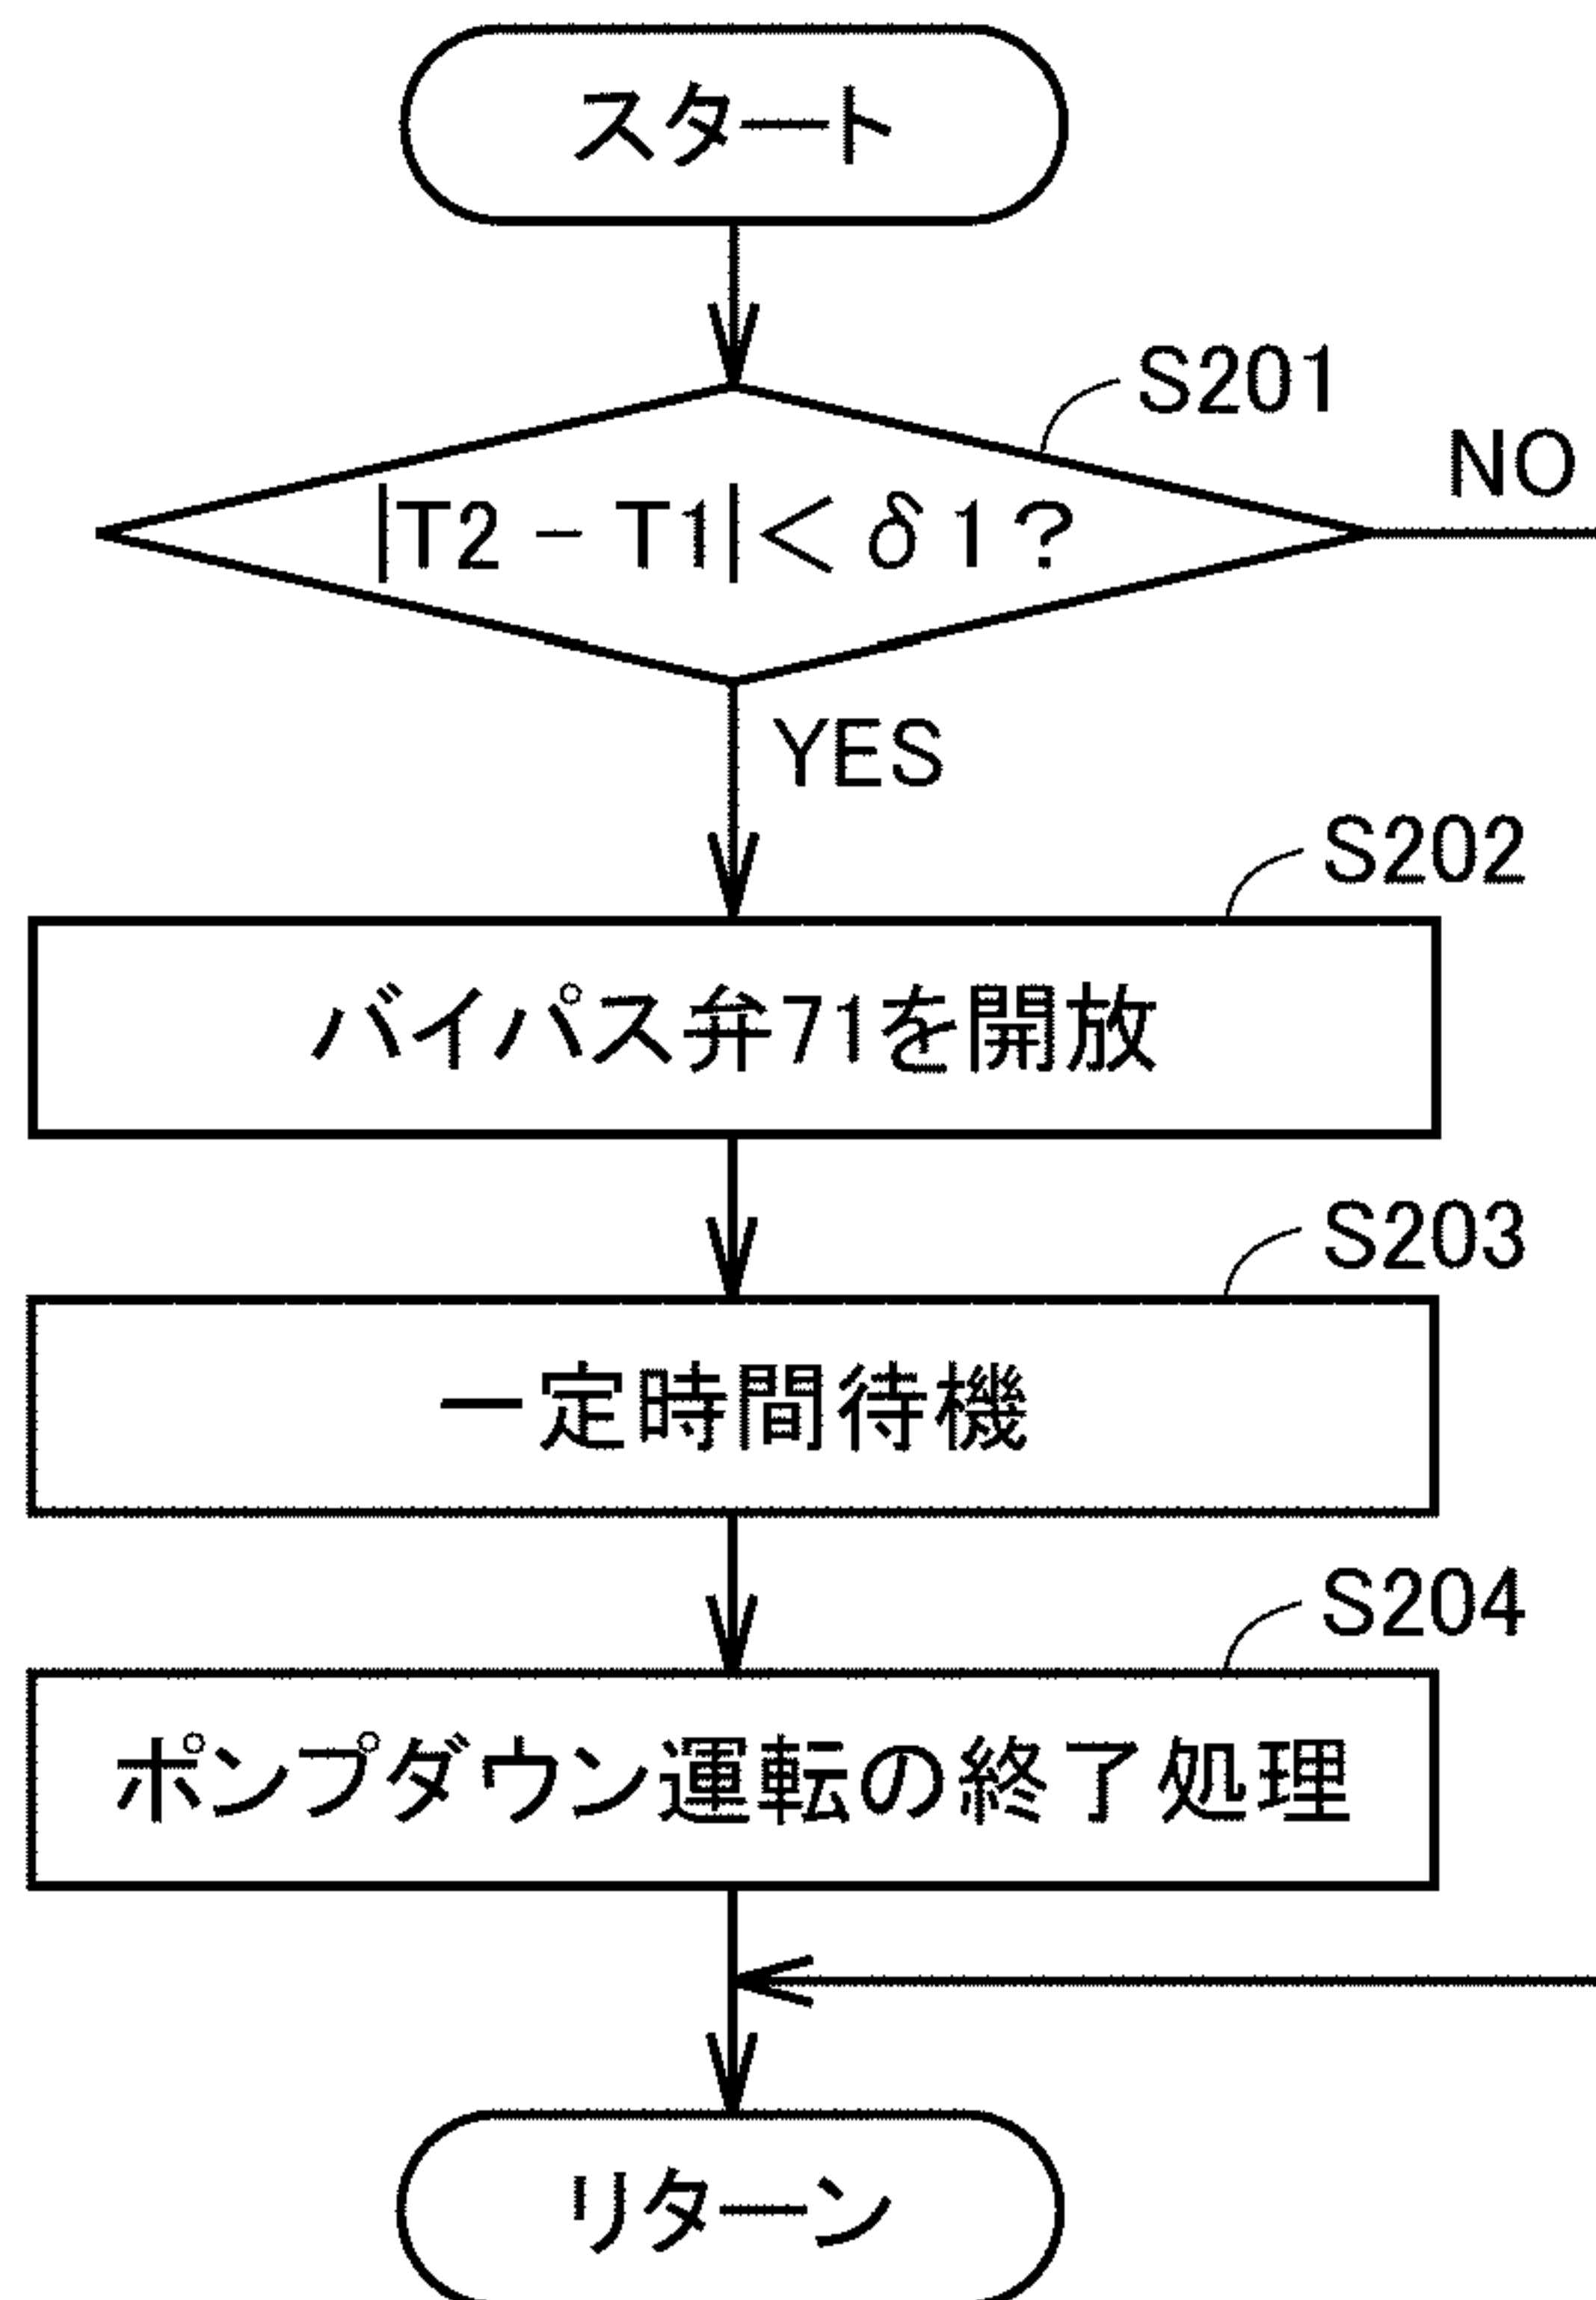 スタート
S201
NO
|T2－T1|＜δ1?
YES
S202
バイパス弁71を開放
S203
一定時間待機
S204
ポンプダウン運転の終了処理
リターン